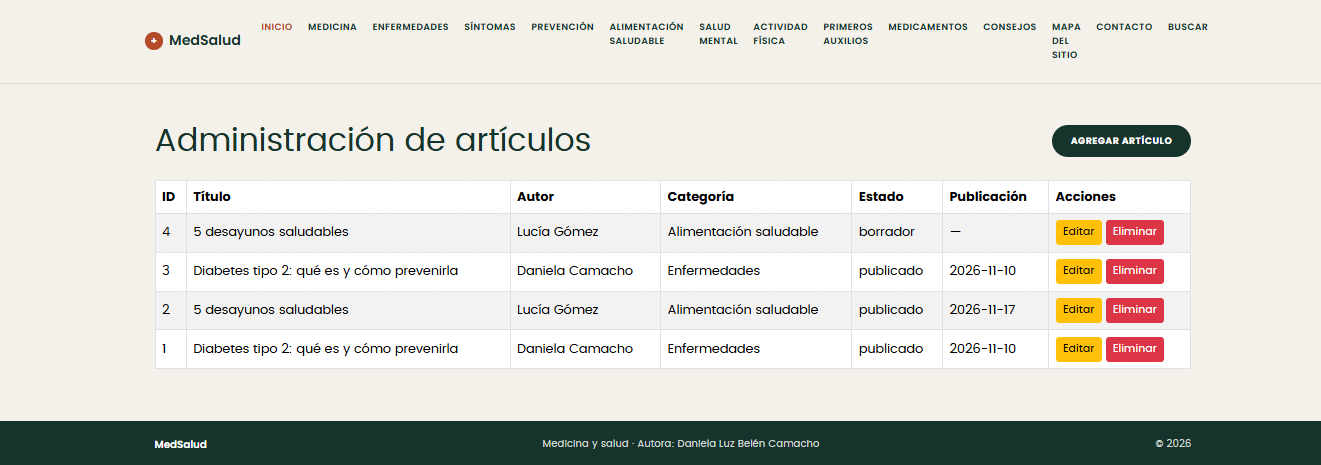 MedSalud
INICIO MEDICINA ENFERMEDADES SÍNTOMAS PREVENCIÓN ALIMENTACIÓN SALUDABLE SALUD MENTAL ACTIVIDAD FÍSICA PRIMEROS AUXILIOS MEDICAMENTOS CONSEJOS MAPA DEL SITIO CONTACTO BUSCAR
Administración de artículos
AGREGAR ARTÍCULO
ID Título Autor Categoría Estado Publicación Acciones
4 5 desayunos saludables Lucía Gómez Alimentación saludable borrador — Editar Eliminar
3 Diabetes tipo 2: qué es y cómo prevenirla Daniela Camacho Enfermedades publicado 2026-11-10 Editar Eliminar
2 5 desayunos saludables Lucía Gómez Alimentación saludable publicado 2026-11-17 Editar Eliminar
1 Diabetes tipo 2: qué es y cómo prevenirla Daniela Camacho Enfermedades publicado 2026-11-10 Editar Eliminar
MedSalud Medicina y salud · Autora: Daniela Luz Belén Camacho © 2026